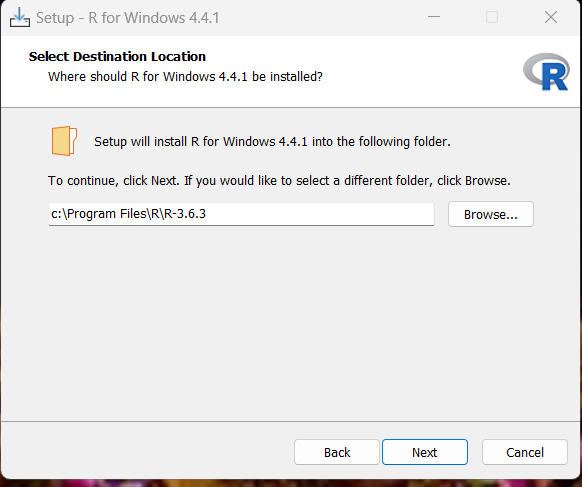 Setup - R for Windows 4.4.1
Select Destination Location
Where should R for Windows 4.4.1 be installed?
R
Setup will install R for Windows 4.4.1 into the following folder.
To continue, click Next. If you would like to select a different folder, click Browse.
c:\Program Files\R\R-3.6.3
Browse...
Back
Next
Cancel